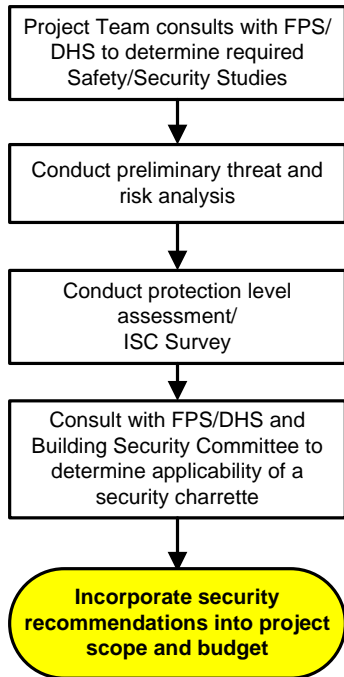 Project Team consults with FPS/
DHS to determine required
Safety/Security Studies
Conduct preliminary threat and
risk analysis
Conduct protection level
assessment/
ISC Survey
Consult with FPS/DHS and
Building Security Committee to
determine applicability of a
security charrette
Incorporate security
recommendations into project
scope and budget